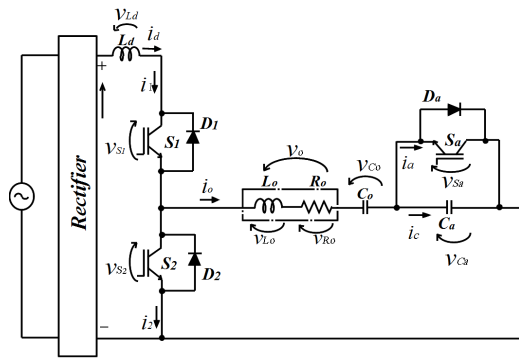 v_Ld
L_d
i_d
+
i_1
D_1
v_S1
S_1
Rectifier
D_a
S_a
i_a
v_Sa
v_o
v_Co
L_o
R_o
C_o
i_o
C_a
i_c
v_Lo
v_Ro
v_Ca
S_2
v_S2
D_2
−
i_2